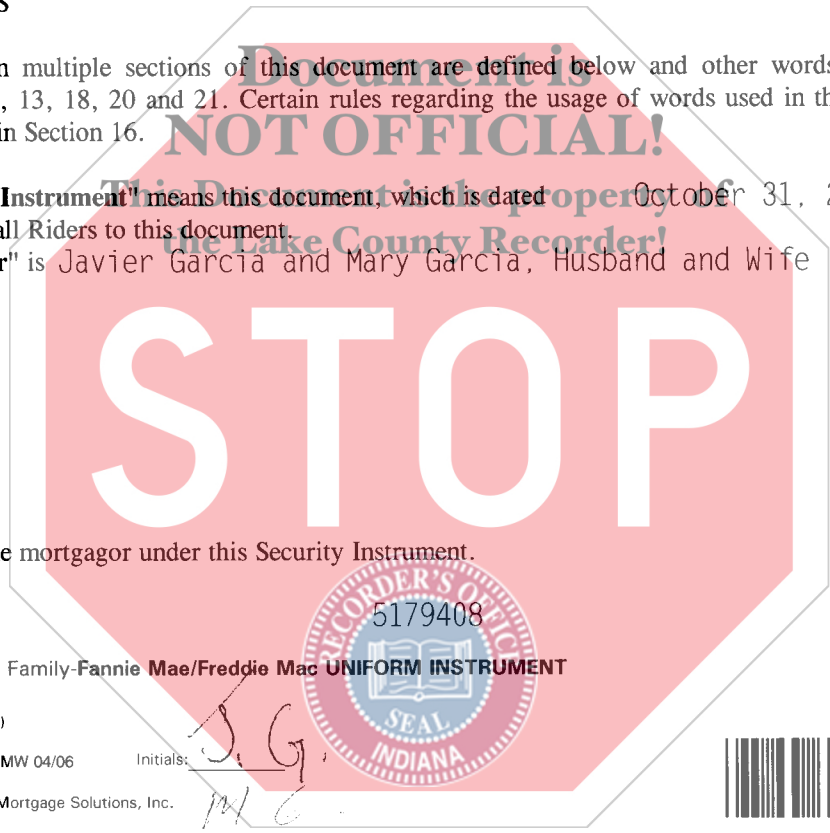 S
n multiple sections of this document are defined below and other words
, 13, 18, 20 and 21. Certain rules regarding the usage of words used in th
in Section 16.
Instrument" means this document, which is dated October 31, 2
all Riders to this document.
r" is Javier Garcia and Mary Garcia, Husband and Wife
Document is
NOT OFFICIAL!
This Document is the property of
the Lake County Recorder!
STOP
e mortgagor under this Security Instrument.
RECORDER'S OFFICE
5179408
SEAL
INDIANA
Family-Fannie Mae/Freddie Mac UNIFORM INSTRUMENT
)
MW 04/06 Initials: J. G.
Mortgage Solutions, Inc. M G